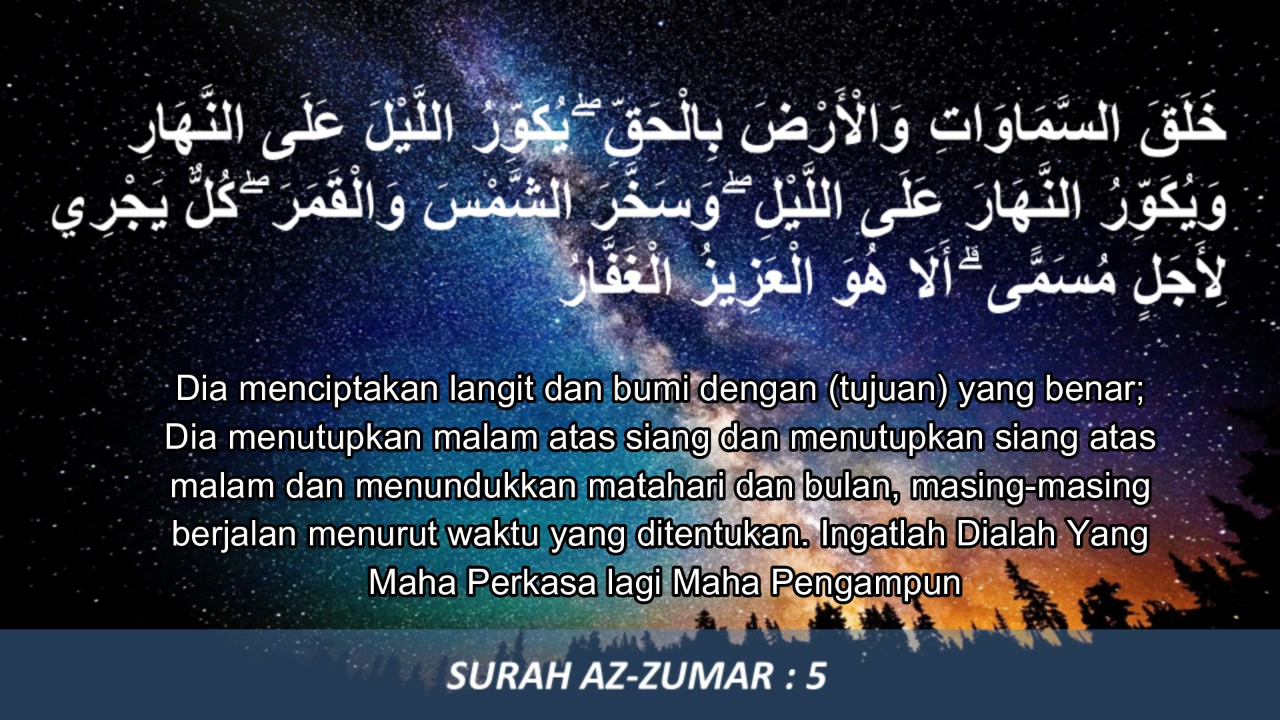 خَلَقَ السَّمَاوَاتِ وَالْأَرْضَ بِالْحَقِّ ۖ يُكَوِّرُ اللَّيْلَ عَلَى النَّهَارِ
وَيُكَوِّرُ النَّهَارَ عَلَى اللَّيْلِ ۖ وَسَخَّرَ الشَّمْسَ وَالْقَمَرَ ۖ كُلٌّ يَجْرِي
لِأَجَلٍ مُسَمًّى ۗ أَلَا هُوَ الْعَزِيزُ الْغَفَّارُ
Dia menciptakan langit dan bumi dengan (tujuan) yang benar;
Dia menutupkan malam atas siang dan menutupkan siang atas
malam dan menundukkan matahari dan bulan, masing-masing
berjalan menurut waktu yang ditentukan. Ingatlah Dialah Yang
Maha Perkasa lagi Maha Pengampun
SURAH AZ-ZUMAR : 5